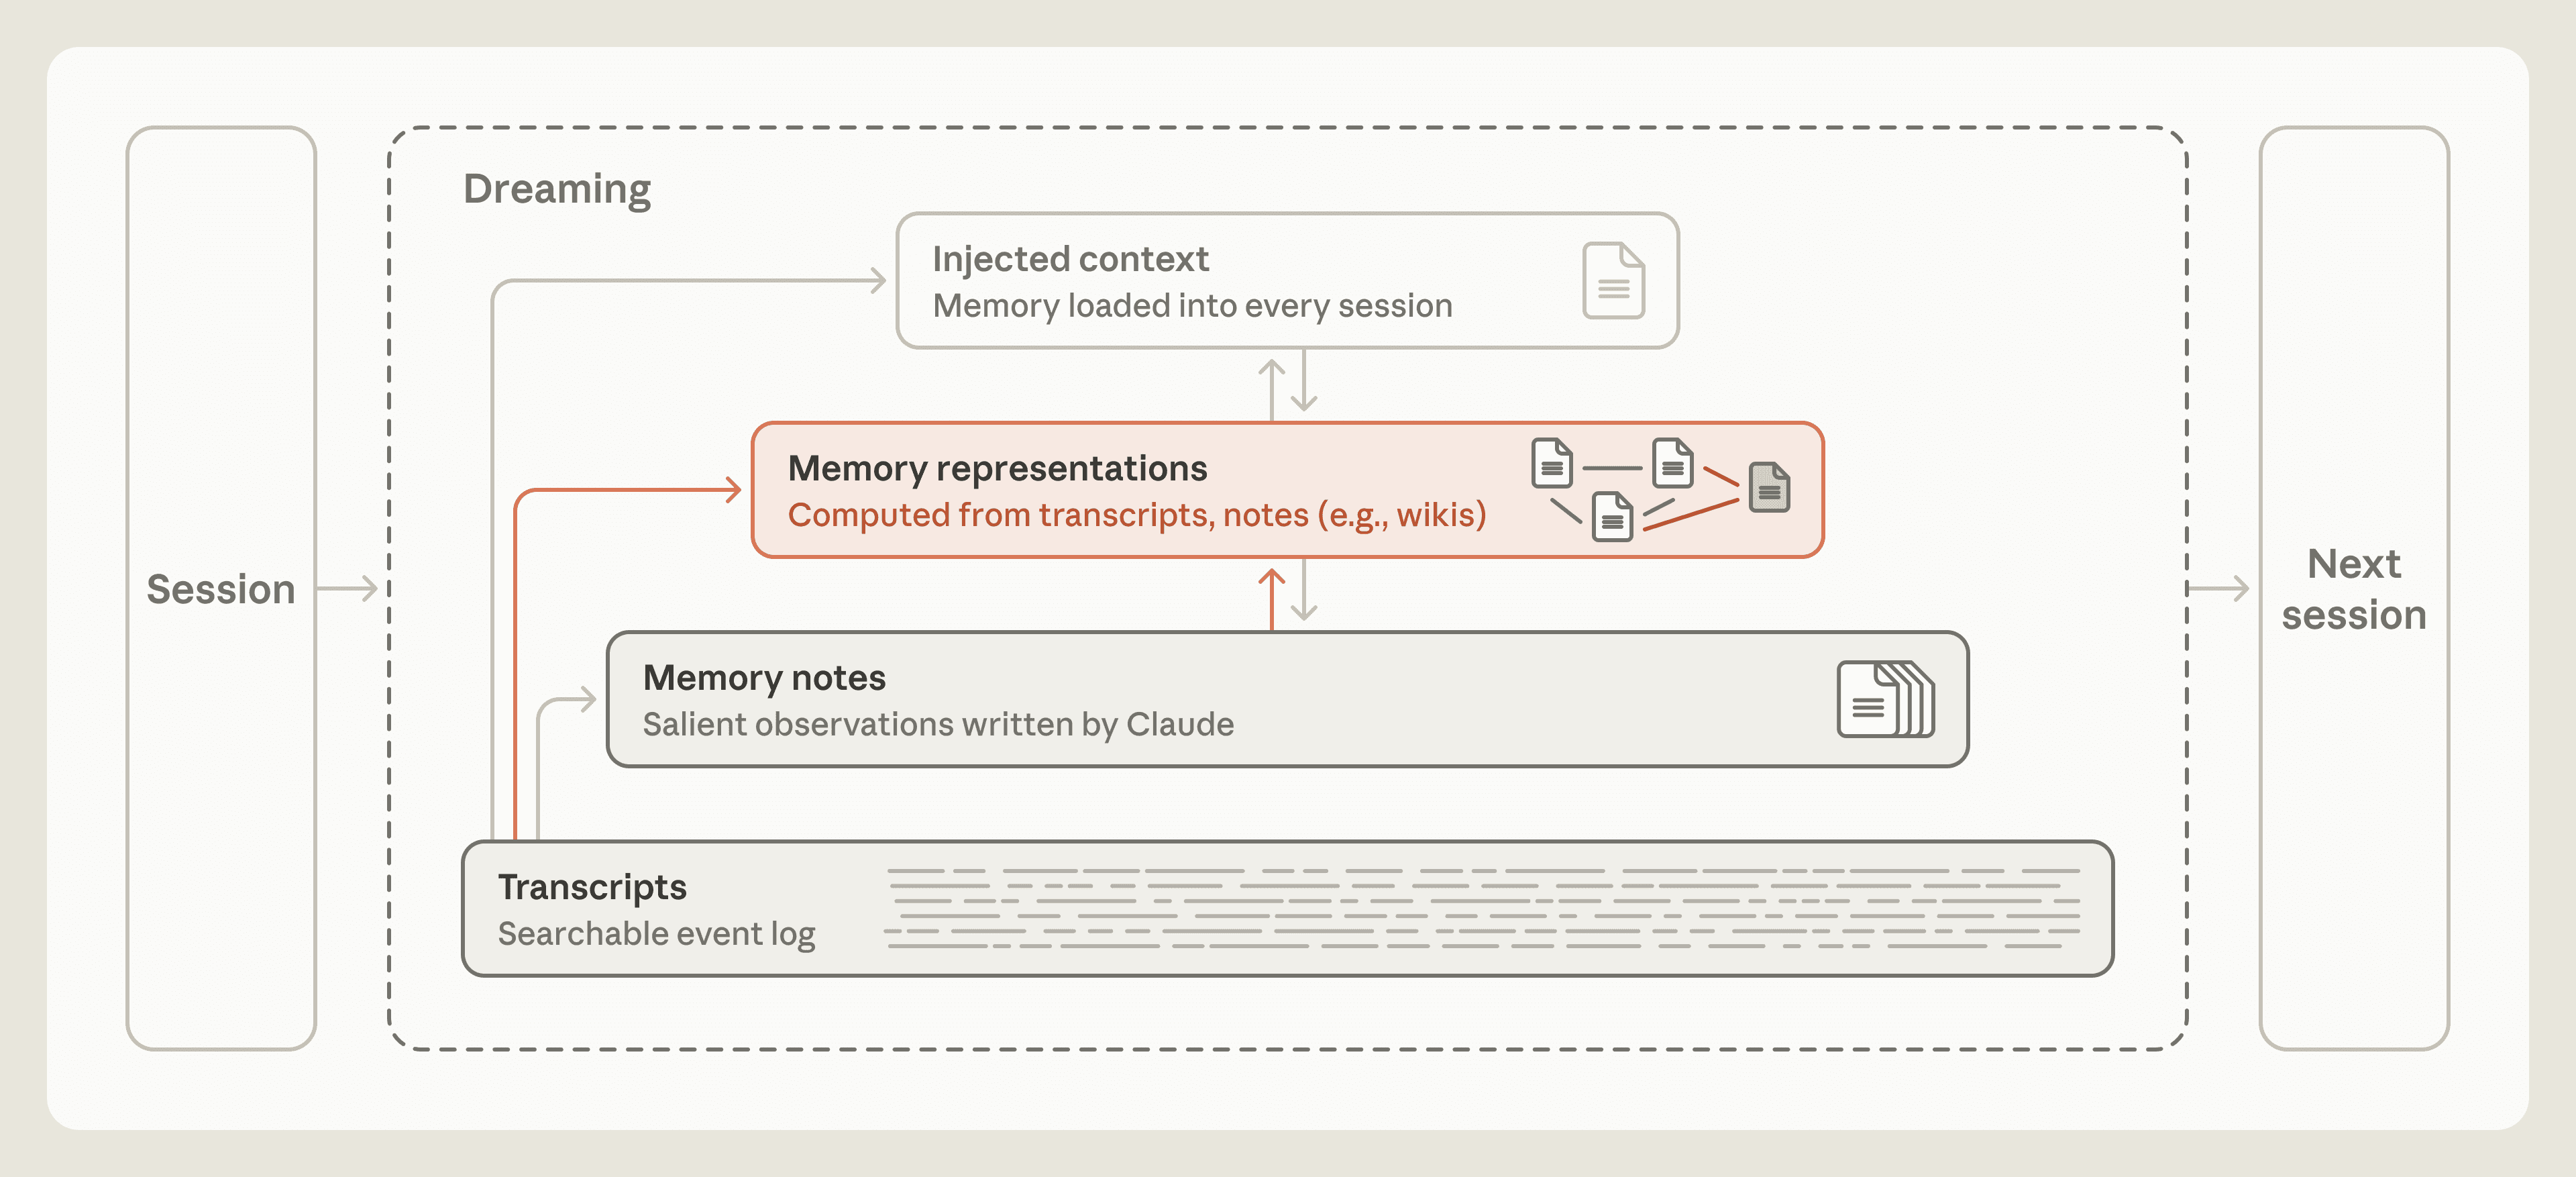 Dreaming
Injected context
Memory loaded into every session
Memory representations
Computed from transcripts, notes (e.g., wikis)
Session
Next
session
Memory notes
Salient observations written by Claude
Transcripts
Searchable event log